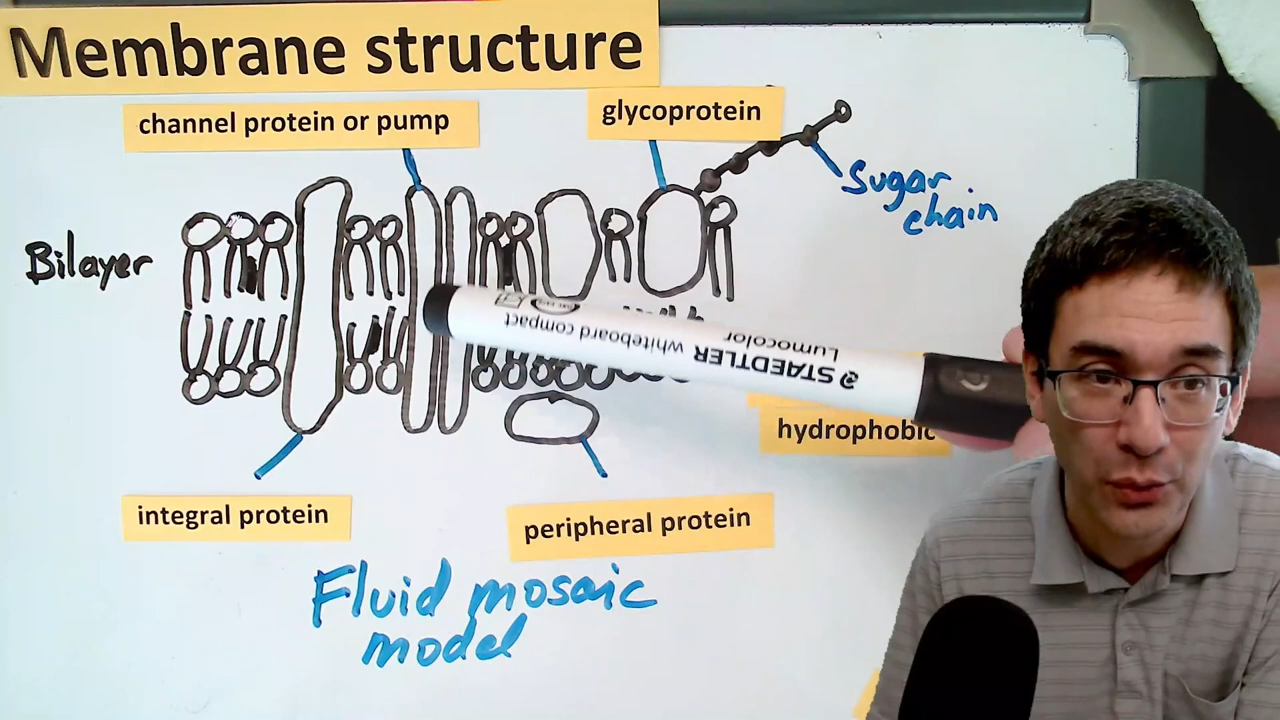 Membrane structure
channel protein or pump
glycoprotein
Sugar
chain
Bilayer
STAEDTLER whiteboard compact
Lumocolor
hydrophobic
integral protein
peripheral protein
Fluid mosaic
model